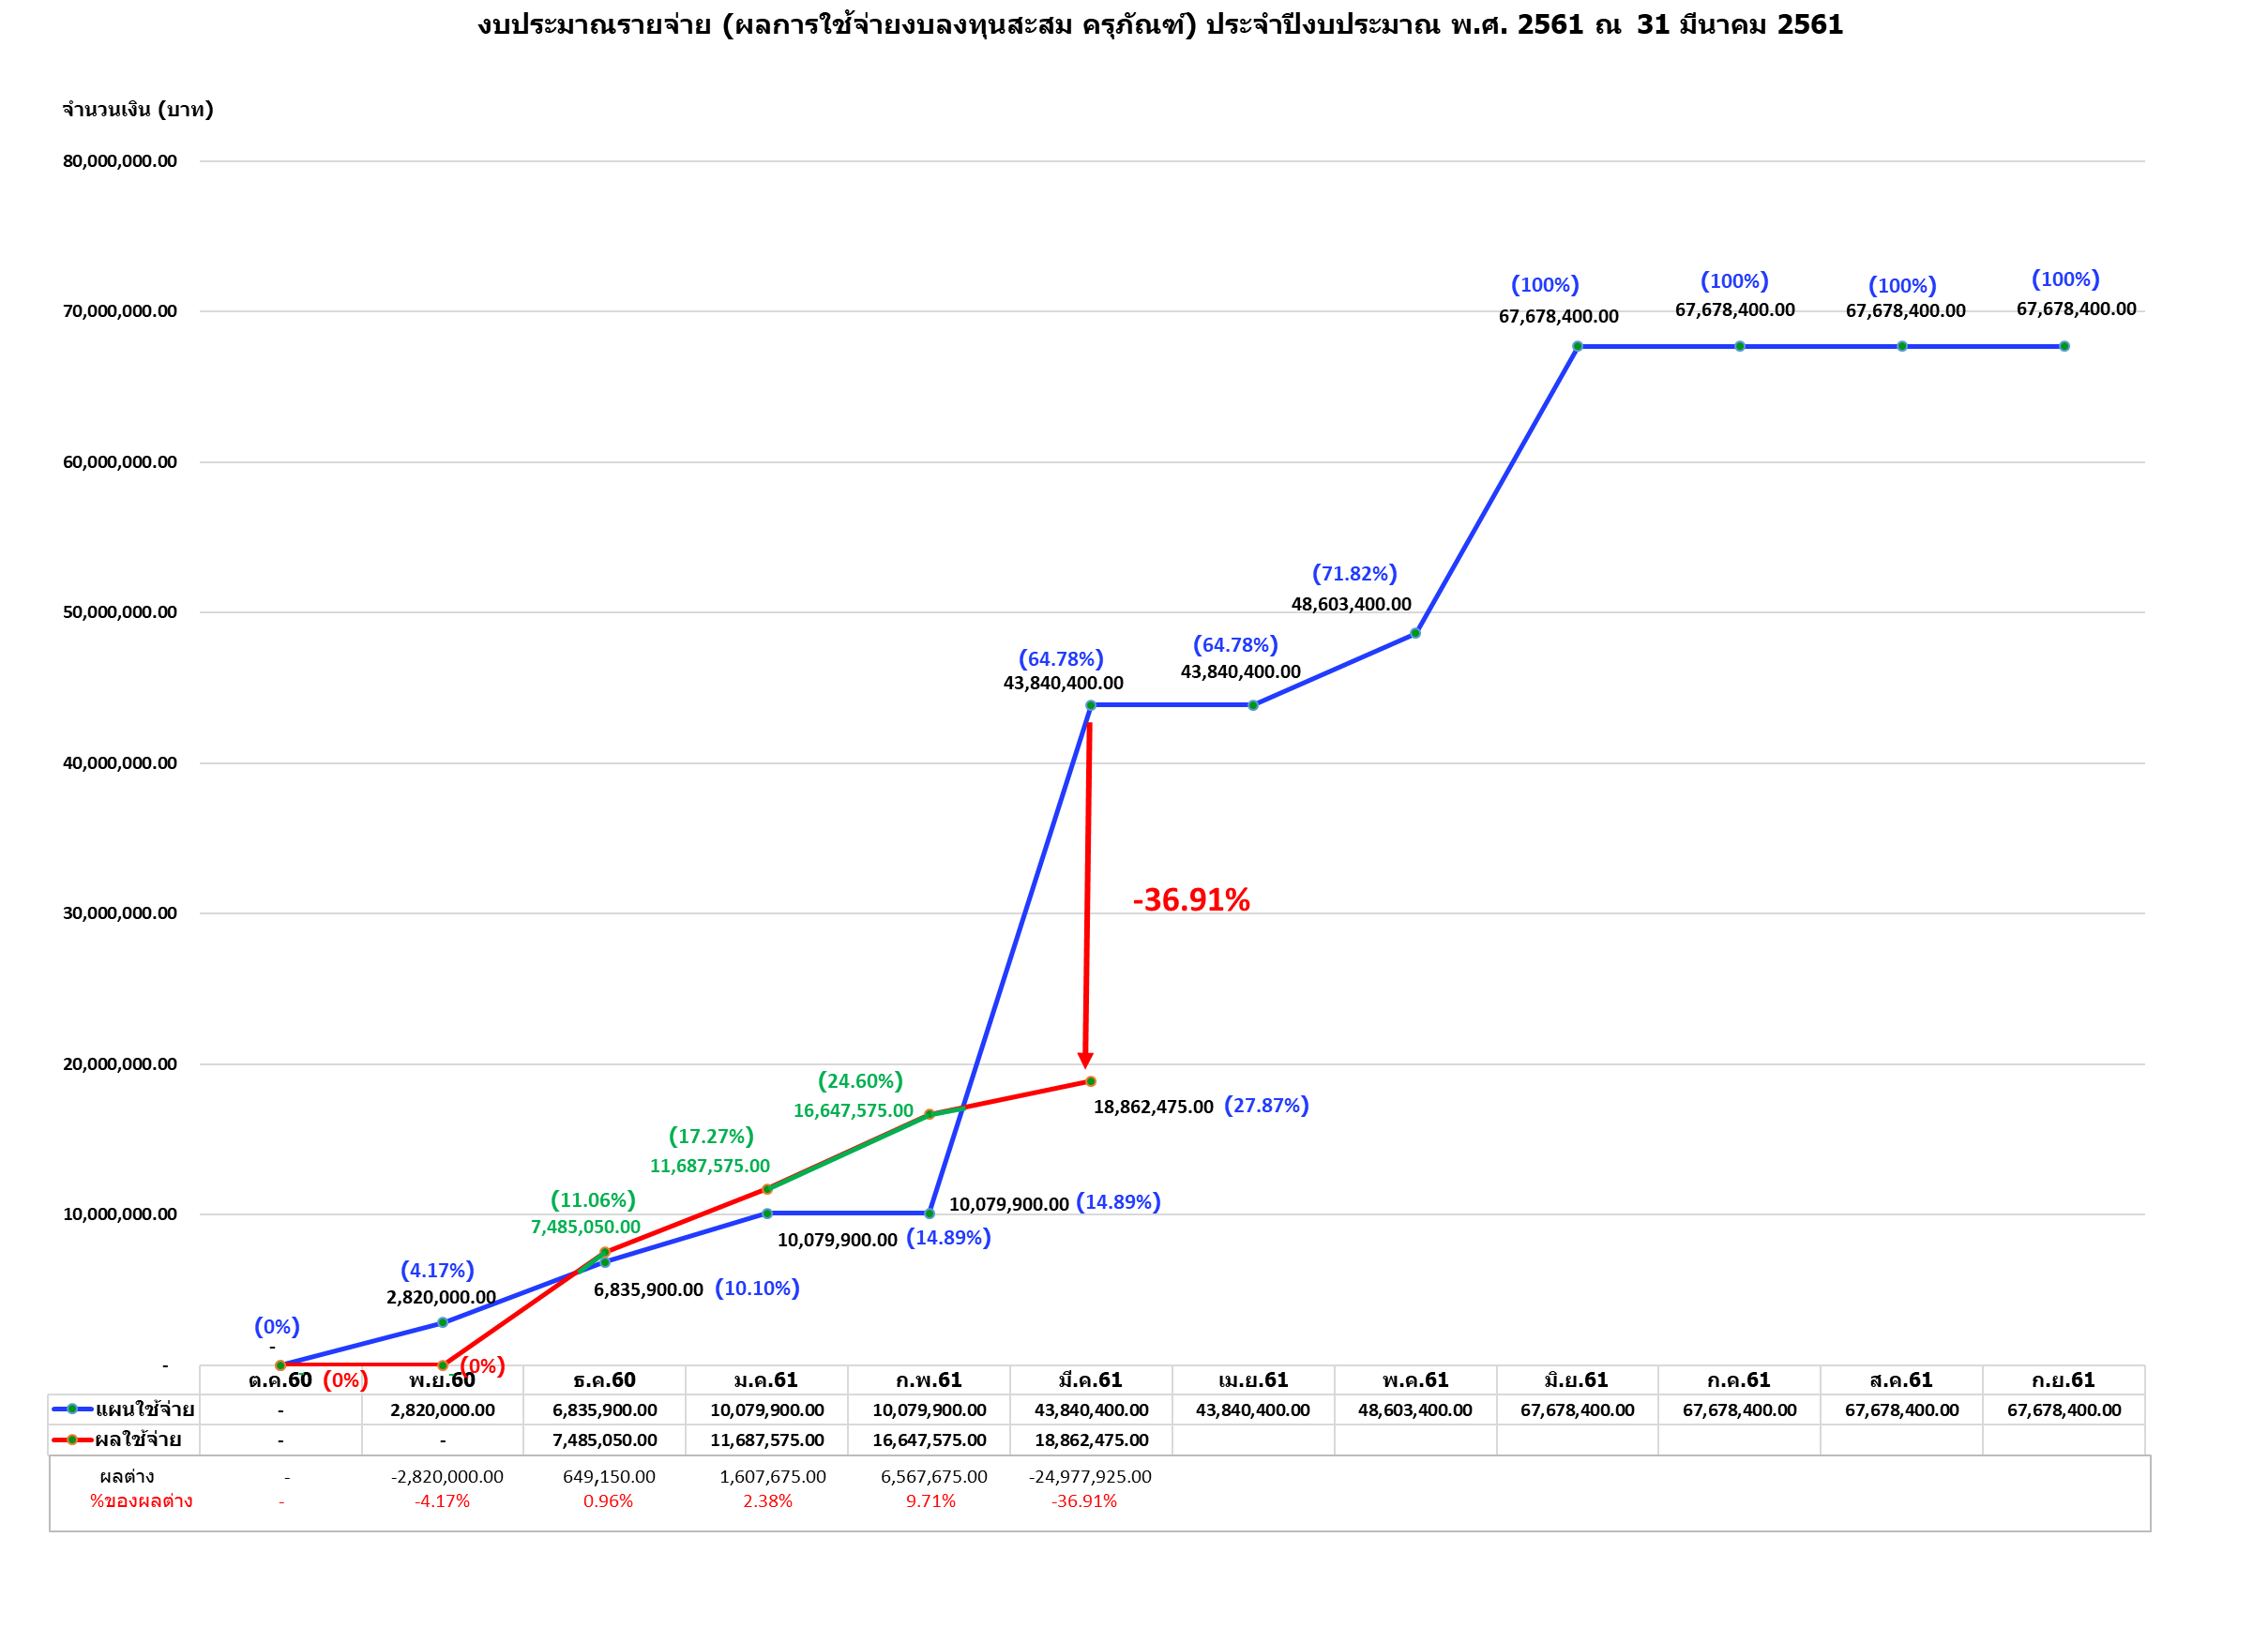 งบประมาณรายจ่าย (ผลการใช้จ่ายงบลงทุนสะสม ครุภัณฑ์) ประจำปีงบประมาณ พ.ศ. 2561 ณ 31 มีนาคม 2561
จำนวนเงิน (บาท)
80,000,000.00
(100%) (100%) (100%) (100%)
70,000,000.00 67,678,400.00 67,678,400.00 67,678,400.00 67,678,400.00
60,000,000.00
(71.82%)
50,000,000.00 48,603,400.00
(64.78%) (64.78%)
43,840,400.00 43,840,400.00
40,000,000.00
-36.91%
30,000,000.00
20,000,000.00
(24.60%)
16,647,575.00 18,862,475.00 (27.87%)
(17.27%)
11,687,575.00
(11.06%) 10,079,900.00 (14.89%)
10,000,000.00 7,485,050.00
10,079,900.00 (14.89%)
(4.17%) 6,835,900.00 (10.10%)
2,820,000.00
(0%)
-
- (0%)
ต.ค.60 (0%) พ.ย.60 ธ.ค.60 ม.ค.61 ก.พ.61 มี.ค.61 เม.ย.61 พ.ค.61 มิ.ย.61 ก.ค.61 ส.ค.61 ก.ย.61
แผนใช้จ่าย - 2,820,000.00 6,835,900.00 10,079,900.00 10,079,900.00 43,840,400.00 43,840,400.00 48,603,400.00 67,678,400.00 67,678,400.00 67,678,400.00 67,678,400.00
ผลใช้จ่าย - - 7,485,050.00 11,687,575.00 16,647,575.00 18,862,475.00
ผลต่าง - -2,820,000.00 649,150.00 1,607,675.00 6,567,675.00 -24,977,925.00
%ของผลต่าง - -4.17% 0.96% 2.38% 9.71% -36.91%